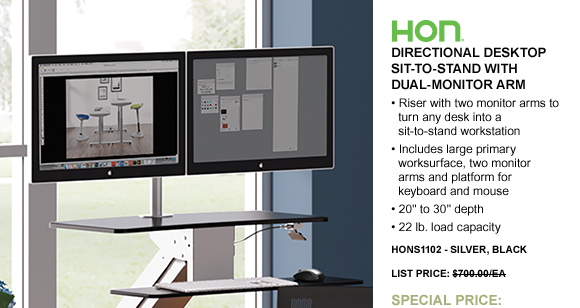 HON
DIRECTIONAL DESKTOP
SIT-TO-STAND WITH
DUAL-MONITOR ARM
• Riser with two monitor arms to
turn any desk into a
sit-to-stand workstation
• Includes large primary
worksurface, two monitor
arms and platform for
keyboard and mouse
• 20" to 30" depth
• 22 lb. load capacity
HONS1102 - SILVER, BLACK
LIST PRICE: $700.00/EA
SPECIAL PRICE: